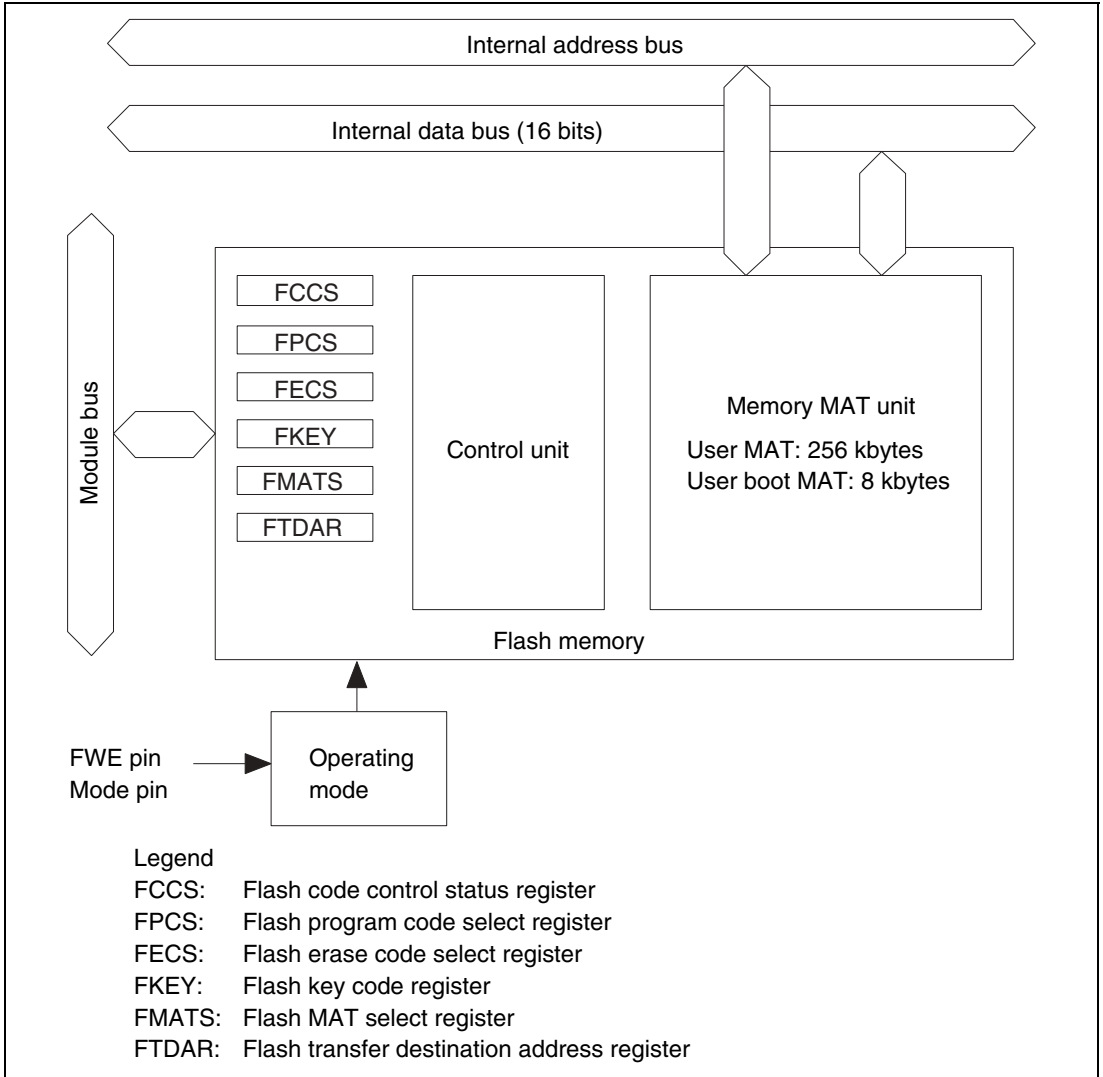 Internal address bus
Internal data bus (16 bits)
Module bus
FCCS
FPCS
FECS
FKEY
FMATS
FTDAR
Control unit
Memory MAT unit
User MAT: 256 kbytes
User boot MAT: 8 kbytes
Flash memory
FWE pin
Mode pin
Operating
mode
Legend
FCCS: Flash code control status register
FPCS: Flash program code select register
FECS: Flash erase code select register
FKEY: Flash key code register
FMATS: Flash MAT select register
FTDAR: Flash transfer destination address register